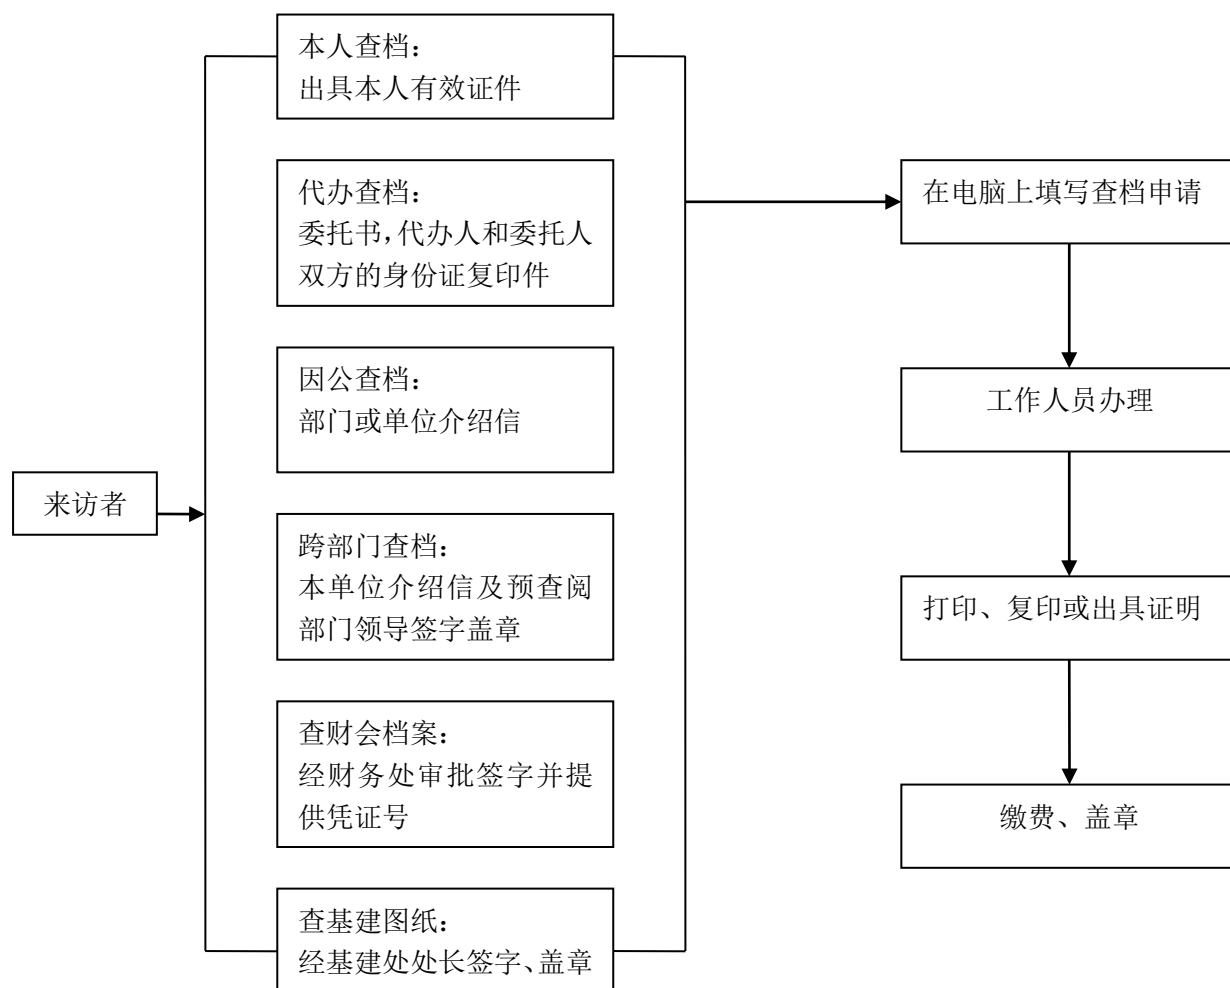 来访者
本人查档：
出具本人有效证件
代办查档：
委托书，代办人和委托人
双方的身份证复印件
因公查档：
部门或单位介绍信
跨部门查档：
本单位介绍信及预查阅
部门领导签字盖章
查财会档案：
经财务处审批签字并提
供凭证号
查基建图纸：
经基建处处长签字、盖章
在电脑上填写查档申请
工作人员办理
打印、复印或出具证明
缴费、盖章